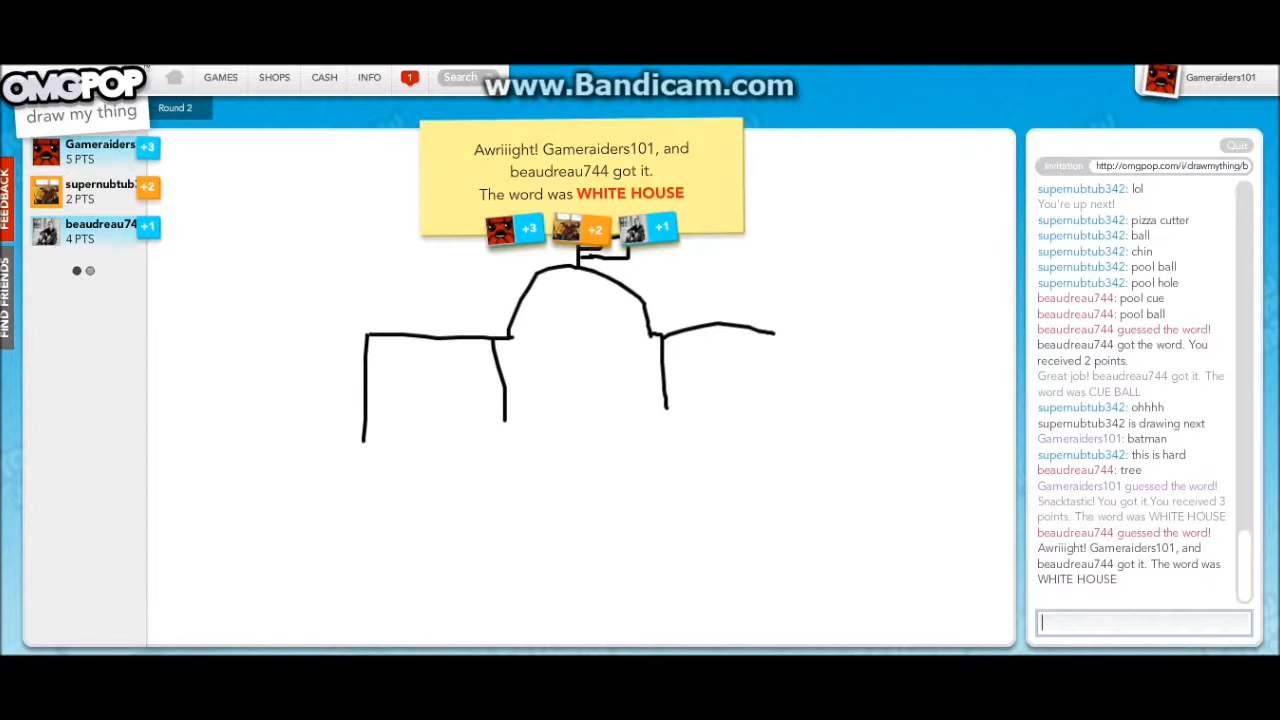 www.Bandicam.com
OMGPOP
draw my thing
GAMES
SHOPS
CASH
INFO
1
Search
Gameraiders101
Round 2
FEEDBACK
FIND FRIENDS
Gameraiders
5 PTS
+3
supernubtub3
2 PTS
+2
beaudreau74
4 PTS
+1
Awriiight! Gameraiders101, and
beaudreau744 got it.
The word was WHITE HOUSE
+3
+2
+1
Quit
Invitation
http://omgpop.com/i/drawmything/b
supernubtub342: lol
You're up next!
supernubtub342: pizza cutter
supernubtub342: ball
supernubtub342: chin
supernubtub342: pool ball
supernubtub342: pool hole
beaudreau744: pool cue
beaudreau744: pool ball
beaudreau744 guessed the word!
beaudreau744 got the word. You
received 2 points.
Great job! beaudreau744 got it. The
word was CUE BALL
supernubtub342: ohhhh
supernubtub342 is drawing next
Gameraiders101: batman
supernubtub342: this is hard
beaudreau744: tree
Gameraiders101 guessed the word!
Snacktastic! You got it.You received 3
points. The word was WHITE HOUSE
beaudreau744 guessed the word!
Awriiight! Gameraiders101, and
beaudreau744 got it. The word was
WHITE HOUSE